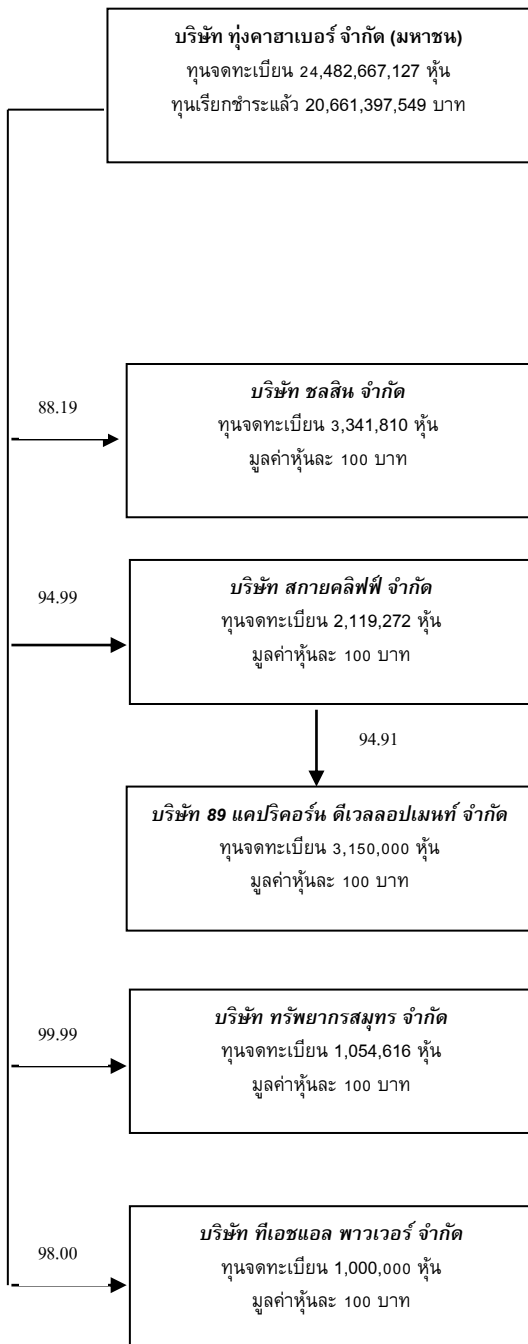 บริษัท ทุ่งคาฮาเบอร์ จำกัด (มหาชน)
ทุนจดทะเบียน 24,482,667,127 หุ้น
ทุนเรียกชำระแล้ว 20,661,397,549 บาท
88.19
บริษัท ชลสิน จำกัด
ทุนจดทะเบียน 3,341,810 หุ้น
มูลค่าหุ้นละ 100 บาท
94.99
บริษัท สกายคลิฟฟ์ จำกัด
ทุนจดทะเบียน 2,119,272 หุ้น
มูลค่าหุ้นละ 100 บาท
94.91
บริษัท 89 แคปริคอร์น ดีเวลลอปเมนท์ จำกัด
ทุนจดทะเบียน 3,150,000 หุ้น
มูลค่าหุ้นละ 100 บาท
99.99
บริษัท ทรัพยากรสมุทร จำกัด
ทุนจดทะเบียน 1,054,616 หุ้น
มูลค่าหุ้นละ 100 บาท
98.00
บริษัท ทีเอชแอล พาวเวอร์ จำกัด
ทุนจดทะเบียน 1,000,000 หุ้น
มูลค่าหุ้นละ 100 บาท